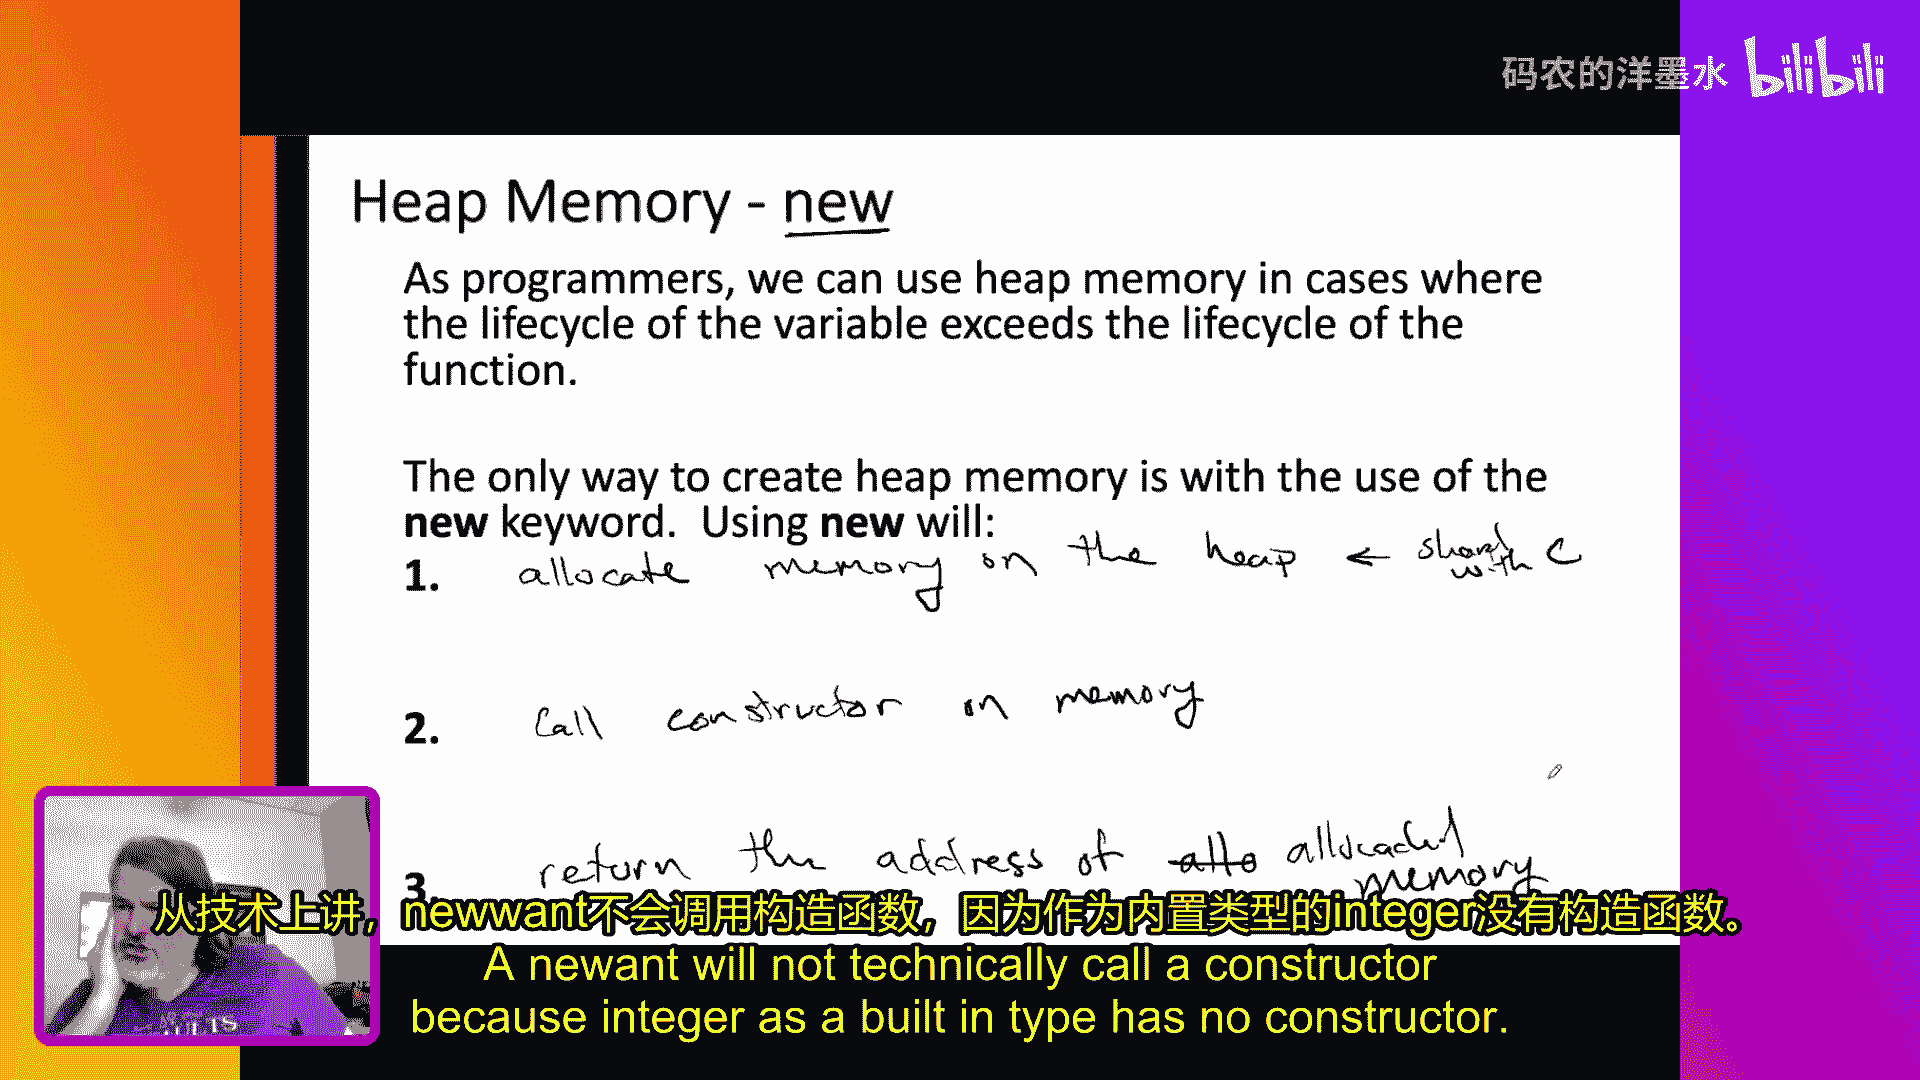 码农的洋墨水 bilibili
Heap Memory - new
As programmers, we can use heap memory in cases where
the lifecycle of the variable exceeds the lifecycle of the
function.
The only way to create heap memory is with the use of the
new keyword. Using new will:
1. allocate memory on the heap ← shared with C
2. Call constructor on memory
3. return the address of allo allocated memory
从技术上讲，newwant不会调用构造函数，因为作为内置类型的integer没有构造函数。
A newant will not technically call a constructor
because integer as a built in type has no constructor.